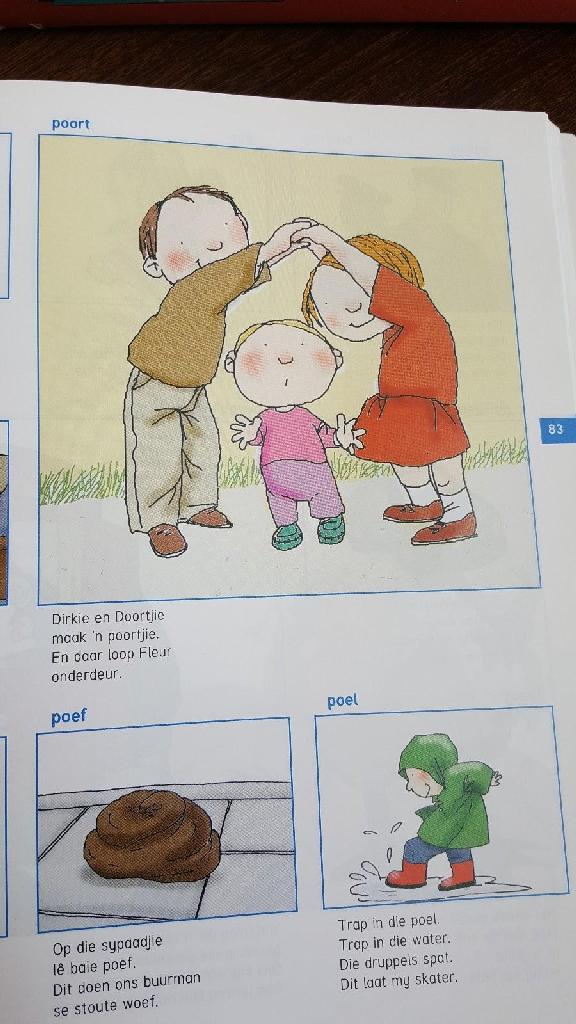 poort
83
Dirkie en Doortjie
maak 'n poortjie.
En daar loop Fleur
onderdeur.
poef
Op die sypaadjie
lê baie poef.
Dit doen ons buurman
se stoute woef.
poel
Trap in die poel.
Trap in die water.
Die druppels spat.
Dit laat my skater.